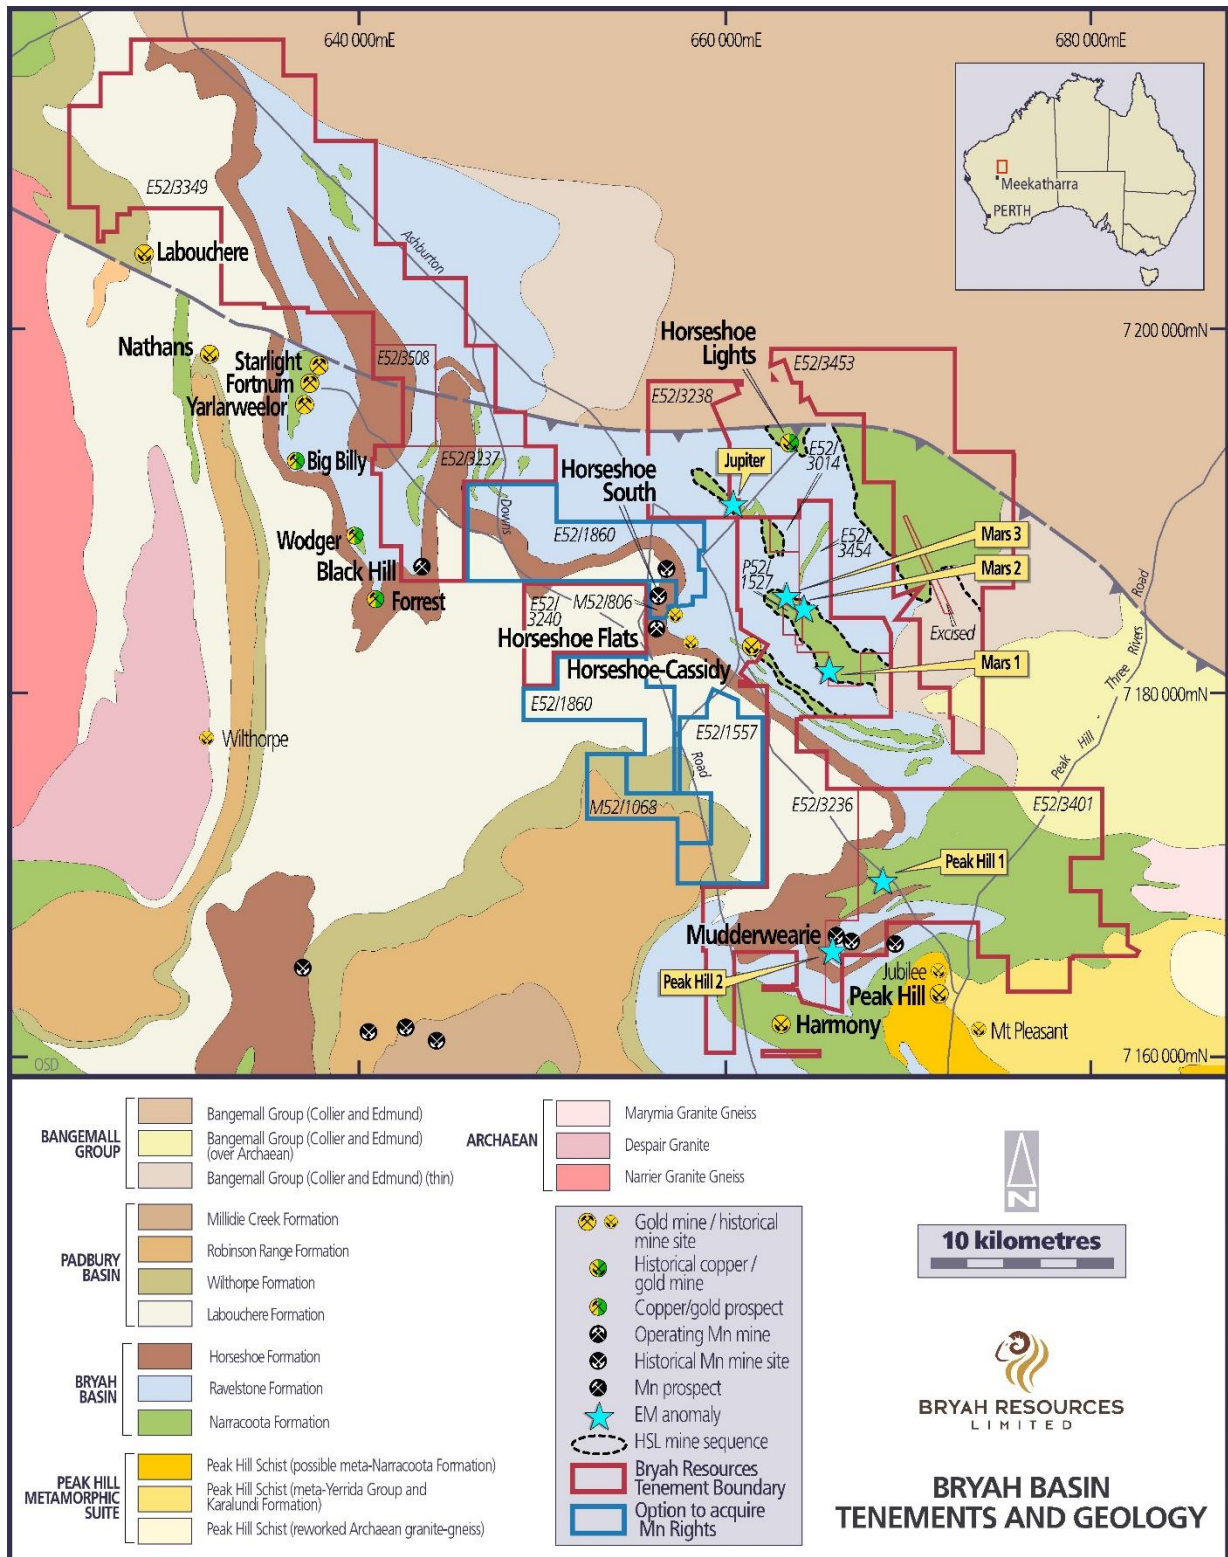 640 000mE
660 000mE
680 000mE
Meekatharra
PERTH
E52/3349
Labouchere
Ashburton
Horseshoe
Lights
7 200 000mN
Nathans
Starlight
Fortnum
Yarlarweelor
E52/3508
E52/3453
E52/3238
Big Billy
E52/3237
Horseshoe
South
Jupiter
E52/
3014
Downs
E52/1860
Mars 3
E52/
3454
Wodger
Black Hill
P52/
1527
Mars 2
Forrest
E52/
3240
M52/806
Horseshoe Flats
Excised
Road
Horseshoe-Cassidy
Mars 1
Rivers
Three
7 180 000mN
E52/1860
Wilthorpe
E52/1557
Hill
Road
Peak
M52/1068
E52/3236
E52/3401
Peak Hill 1
Mudderwearie
Jubilee
Peak Hill 2
Peak Hill
Harmony
Mt Pleasant
OSD
7 160 000mN
BANGEMALL
GROUP
Bangemall Group (Collier and Edmund)
Bangemall Group (Collier and Edmund)
(over Archaean)
Bangemall Group (Collier and Edmund) (thin)
PADBURY
BASIN
Millidie Creek Formation
Robinson Range Formation
Wilthorpe Formation
Labouchere Formation
BRYAH
BASIN
Horseshoe Formation
Ravelstone Formation
Narracoota Formation
PEAK HILL
METAMORPHIC
SUITE
Peak Hill Schist (possible meta-Narracoota Formation)
Peak Hill Schist (meta-Yerrida Group and
Karalundi Formation)
Peak Hill Schist (reworked Archaean granite-gneiss)
ARCHAEAN
Marymia Granite Gneiss
Despair Granite
Narrier Granite Gneiss
Gold mine / historical
mine site
Historical copper /
gold mine
Copper/gold prospect
Operating Mn mine
Historical Mn mine site
Mn prospect
EM anomaly
HSL mine sequence
Bryah Resources
Tenement Boundary
Option to acquire
Mn Rights
N
10 kilometres
BRYAH RESOURCES
LIMITED
BRYAH BASIN
TENEMENTS AND GEOLOGY